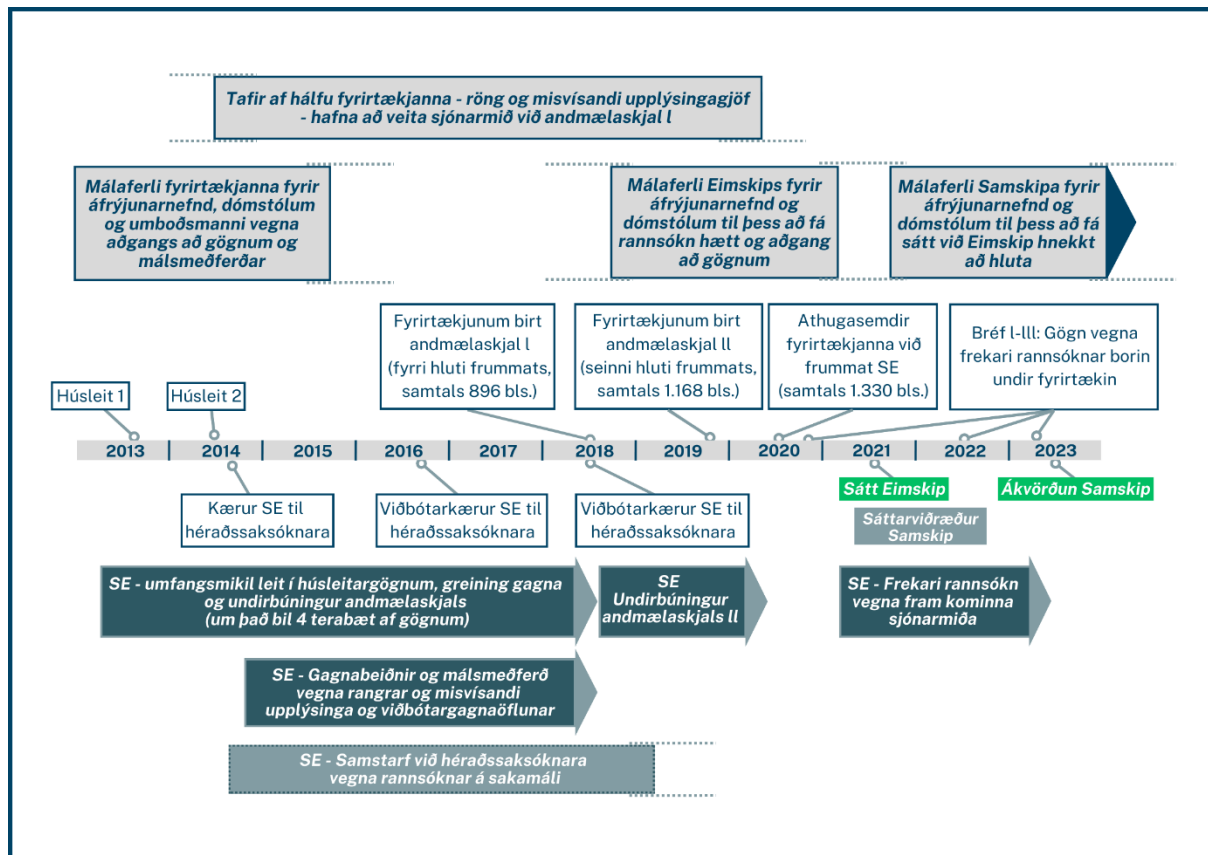 Tafir af hálfu fyrirtækjanna - röng og misvísandi upplýsingagjöf
- hafna að veita sjónarmið við andmælaskjal l
Málaferli fyrirtækjanna fyrir
áfrýjunarnefnd, dómstólum
og umboðsmanni vegna
aðgangs að gögnum og
málsmeðferðar
Málaferli Eimskips fyrir
áfrýjunarnefnd og
dómstólum til þess að fá
rannsókn hætt og aðgang
að gögnum
Málaferli Samskipa fyrir
áfrýjunarnefnd og
dómstólum til þess að fá
sátt við Eimskip hnekkt
að hluta
Fyrirtækjunum birt
andmælaskjal l
(fyrri hluti frummats,
samtals 896 bls.)
Fyrirtækjunum birt
andmælaskjal ll
(seinni hluti frummats,
samtals 1.168 bls.)
Athugasemdir
fyrirtækjanna við
frummat SE
(samtals 1.330 bls.)
Bréf l-lll: Gögn vegna
frekari rannsóknar borin
undir fyrirtækin
Húsleit 1
Húsleit 2
2013 2014 2015 2016 2017 2018 2019 2020 2021 2022 2023
Kærur SE til
héraðssaksóknara
Viðbótarkærur SE til
héraðssaksóknara
Viðbótarkærur SE til
héraðssaksóknara
Sátt Eimskip
Sáttarviðræður
Samskip
Ákvörðun Samskip
SE - umfangsmikil leit í húsleitargögnum, greining gagna
og undirbúningur andmælaskjals
(um það bil 4 terabæt af gögnum)
SE
Undirbúningur
andmælaskjals ll
SE - Frekari rannsókn
vegna fram kominna
sjónarmiða
SE - Gagnabeiðnir og málsmeðferð
vegna rangrar og misvísandi
upplýsinga og viðbótargagnaöflunar
SE - Samstarf við héraðssaksóknara
vegna rannsóknar á sakamáli